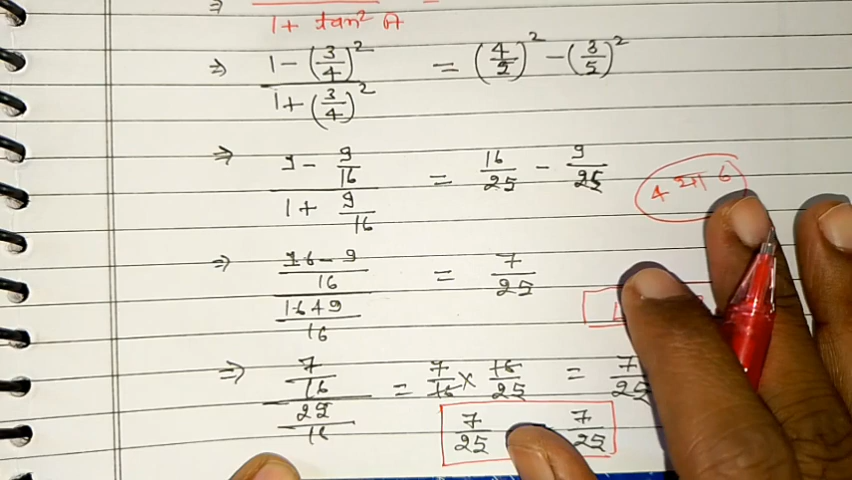 ⇒ 1 + tan² A
⇒ (1 - (3/4)²) / (1 + (3/4)²) = (4/5)² - (3/5)²
⇒ (1 - 9/16) / (1 + 9/16) = 16/25 - 9/25
4 या 6
⇒ ((16 - 9)/16) / ((16 + 9)/16) = 7/25
⇒ (7/16) / (25/16) = 7/16 × 16/25 = 7/25
7/25 7/25